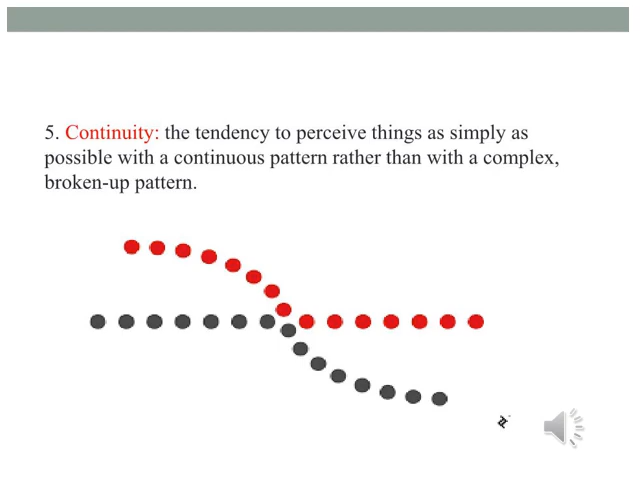 5. Continuity: the tendency to perceive things as simply as
possible with a continuous pattern rather than with a complex,
broken-up pattern.